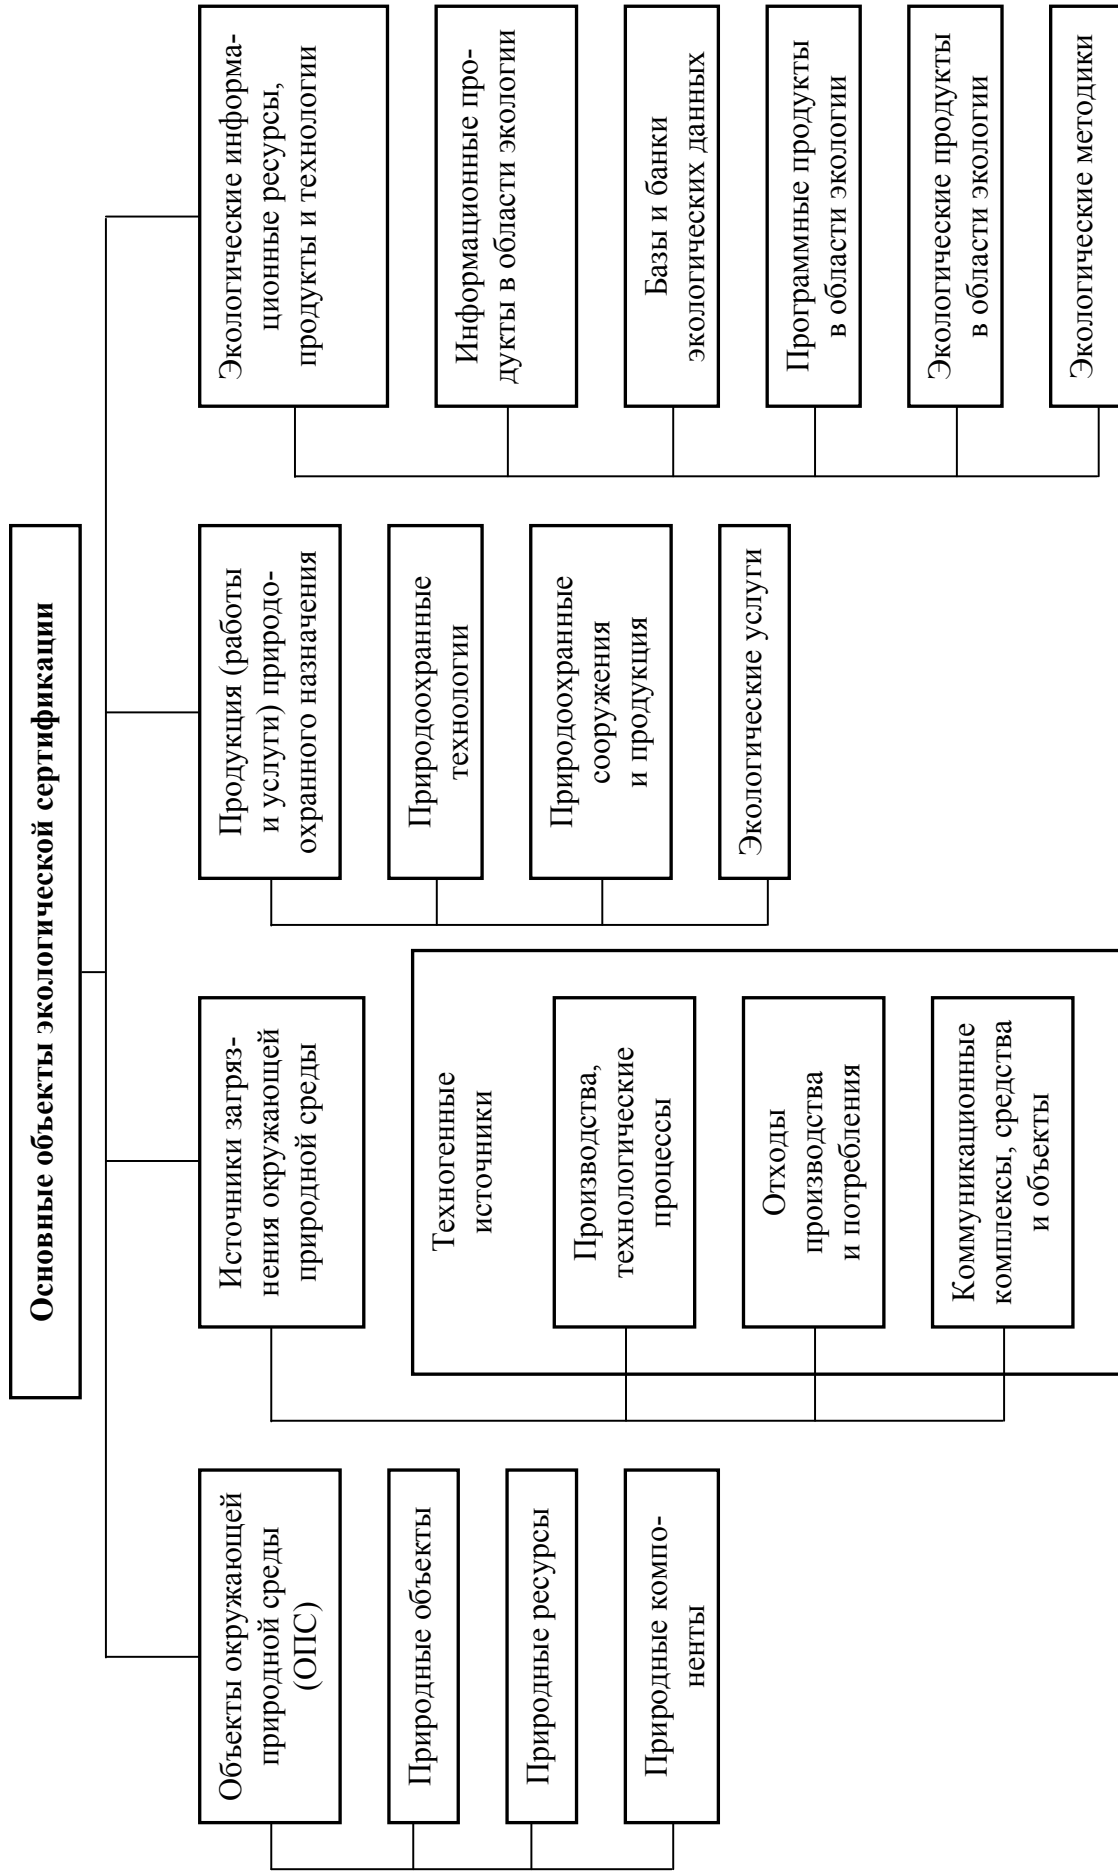 Основные объекты экологической сертификации
Объекты окружающей
природной среды
(ОПС)
Природные объекты
Природные ресурсы
Природные компо-
ненты
Источники загряз-
нения окружающей
природной среды
Техногенные
источники
Производства,
технологические
процессы
Отходы
производства
и потребления
Коммуникационные
комплексы, средства
и объекты
Продукция (работы
и услуги) природо-
охранного назначения
Природоохранные
технологии
Природоохранные
сооружения
и продукция
Экологические услуги
Экологические информа-
ционные ресурсы,
продукты и технологии
Информационные про-
дукты в области экологии
Базы и банки
экологических данных
Программные продукты
в области экологии
Экологические продукты
в области экологии
Экологические методики